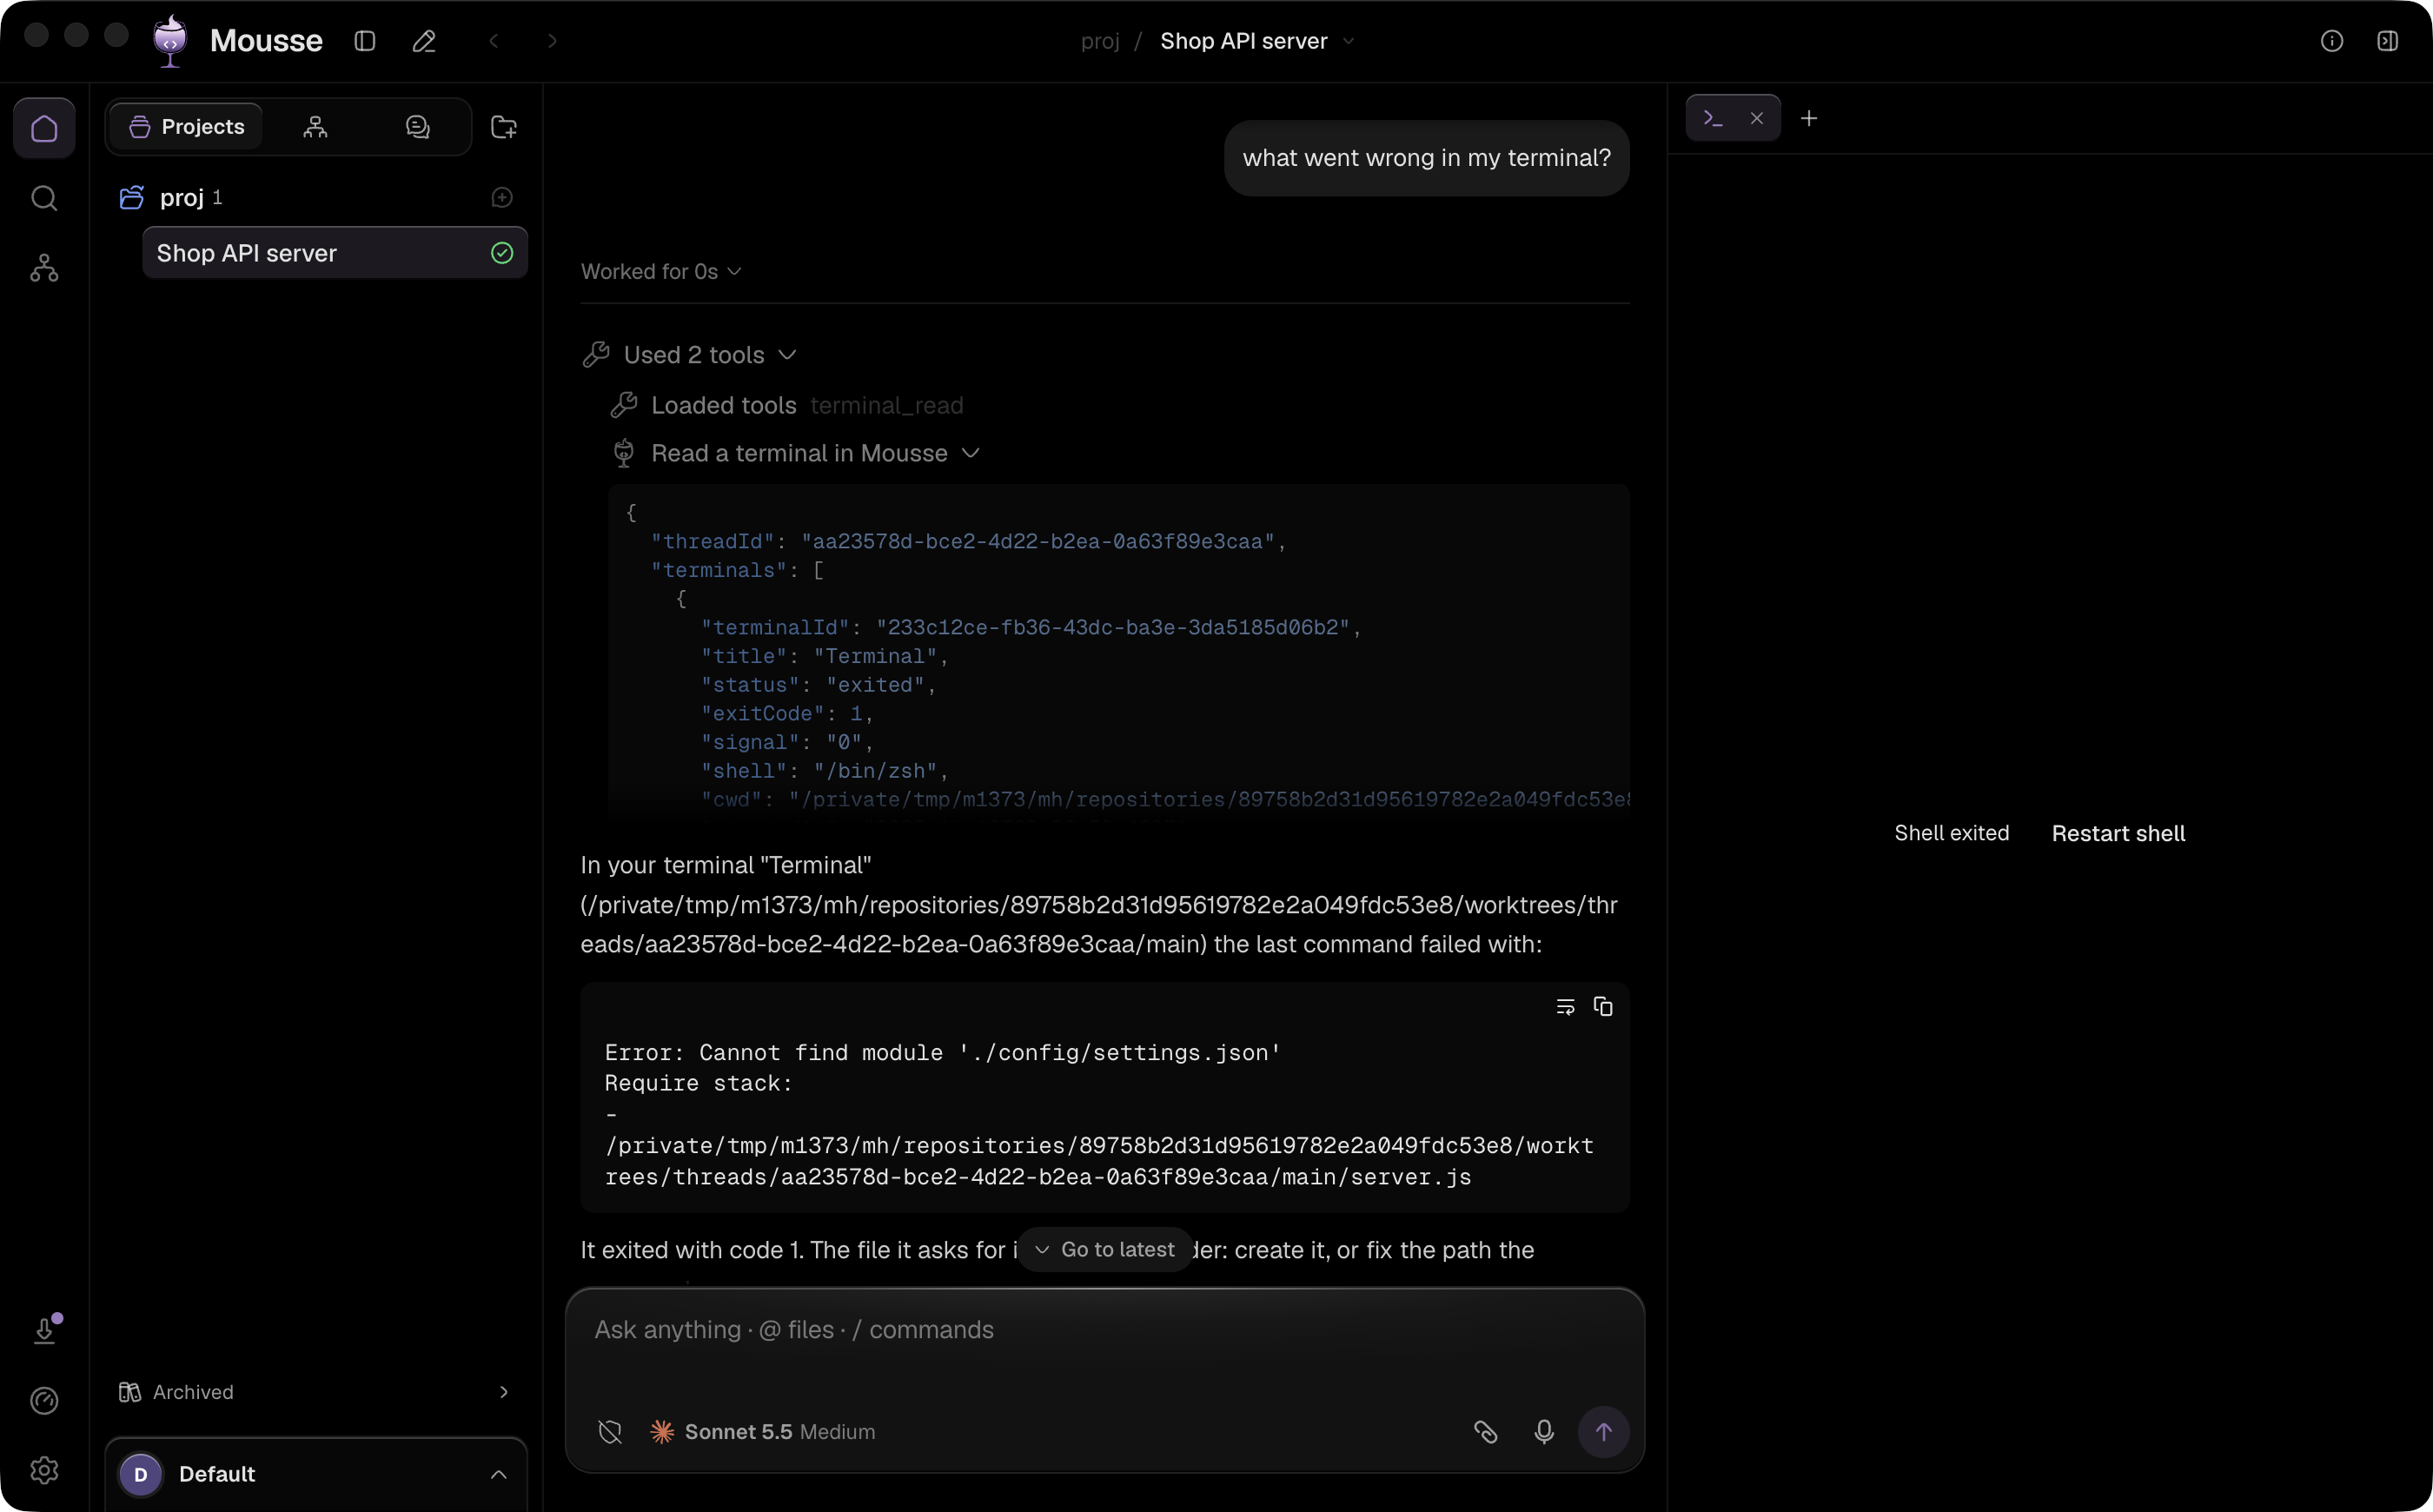 Mousse
proj / Shop API server
Projects
proj 1
Shop API server
Archived
D Default
what went wrong in my terminal?
Worked for 0s
Used 2 tools
Loaded tools terminal_read
Read a terminal in Mousse
{
"threadId": "aa23578d-bce2-4d22-b2ea-0a63f89e3caa",
"terminals": [
{
"terminalId": "233c12ce-fb36-43dc-ba3e-3da5185d06b2",
"title": "Terminal",
"status": "exited",
"exitCode": 1,
"signal": "0",
"shell": "/bin/zsh",
"cwd": "/private/tmp/m1373/mh/repositories/89758b2d31d95619782e2a049fdc53e8
In your terminal "Terminal"
(/private/tmp/m1373/mh/repositories/89758b2d31d95619782e2a049fdc53e8/worktrees/thr
eads/aa23578d-bce2-4d22-b2ea-0a63f89e3caa/main) the last command failed with:
Error: Cannot find module './config/settings.json'
Require stack:
-
/private/tmp/m1373/mh/repositories/89758b2d31d95619782e2a049fdc53e8/workt
rees/threads/aa23578d-bce2-4d22-b2ea-0a63f89e3caa/main/server.js
It exited with code 1. The file it asks for der: create it, or fix the path the
Go to latest
Ask anything · @ files · / commands
Sonnet 5.5 Medium
Shell exited Restart shell